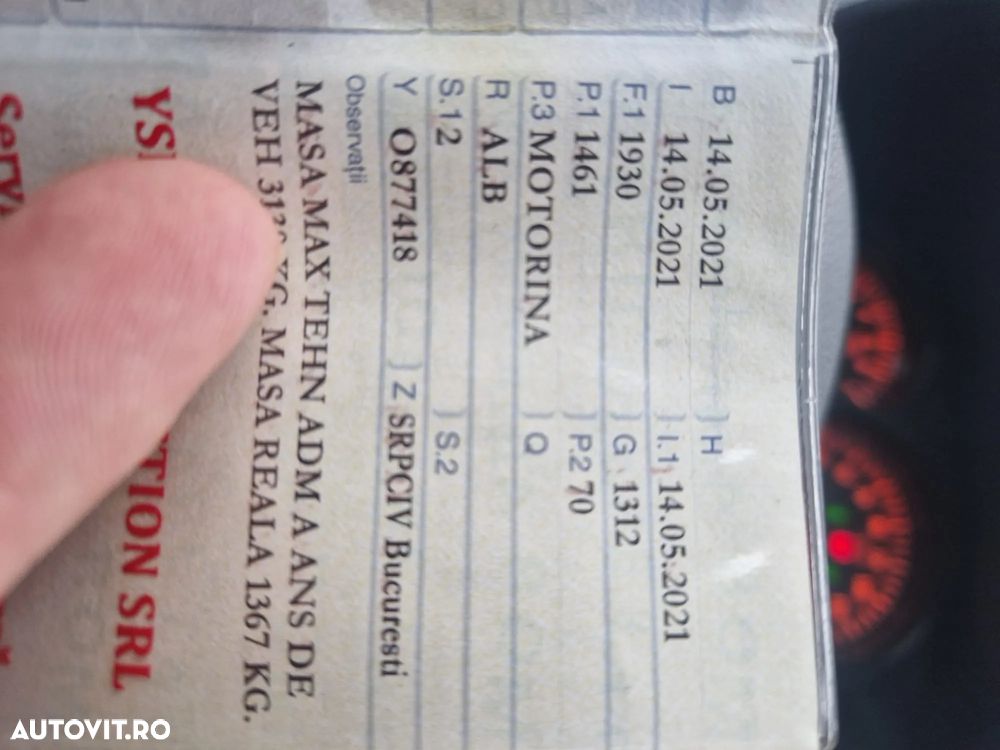 B 14.05.2021 H
I 14.05.2021 I.1 14.05.2021
F.1 1930 G 1312
P.1 1461 P.2 70
P.3 MOTORINA Q
R ALB
S.1 2 S.2
Y O877418 Z SRPCIV Bucuresti
Observații
MASA MAX TEHN ADM A ANS DE
VEH KG. MASA REALA 1367 KG.
SRL
AUTOVIT.RO